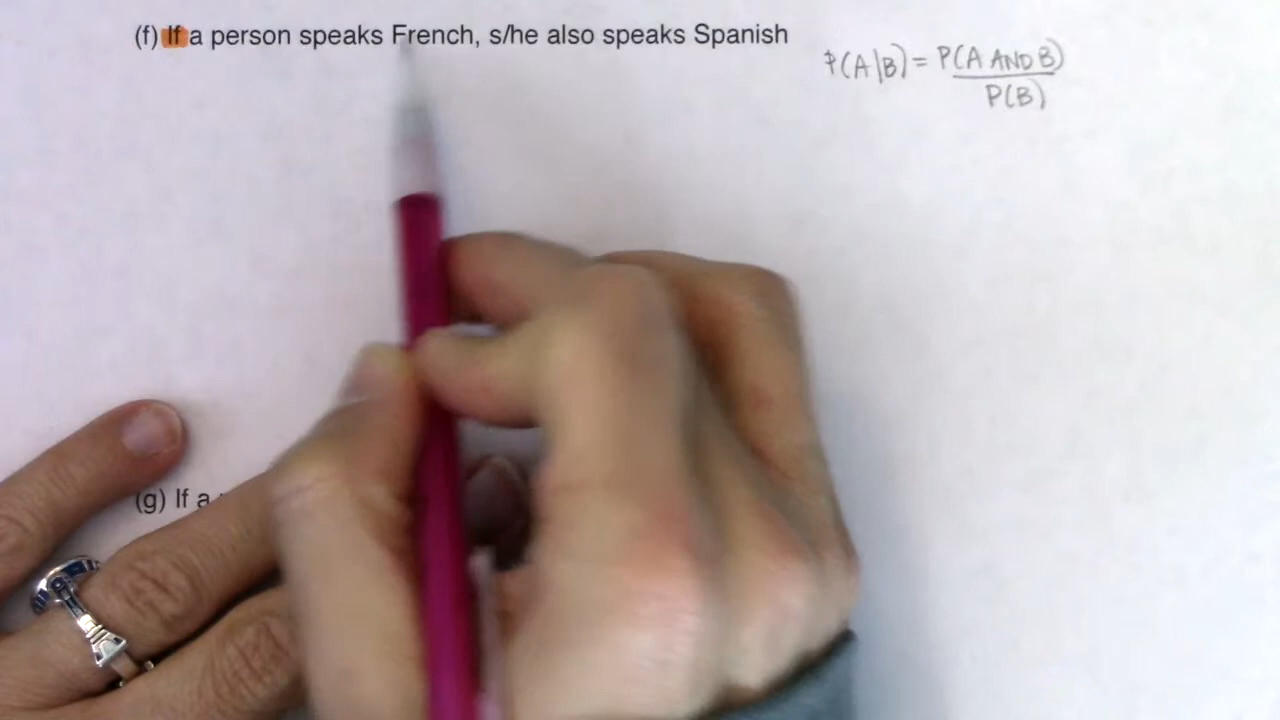 (f) If a person speaks French, s/he also speaks Spanish
P(A|B) = P(A AND B)
P(B)
(g) If a